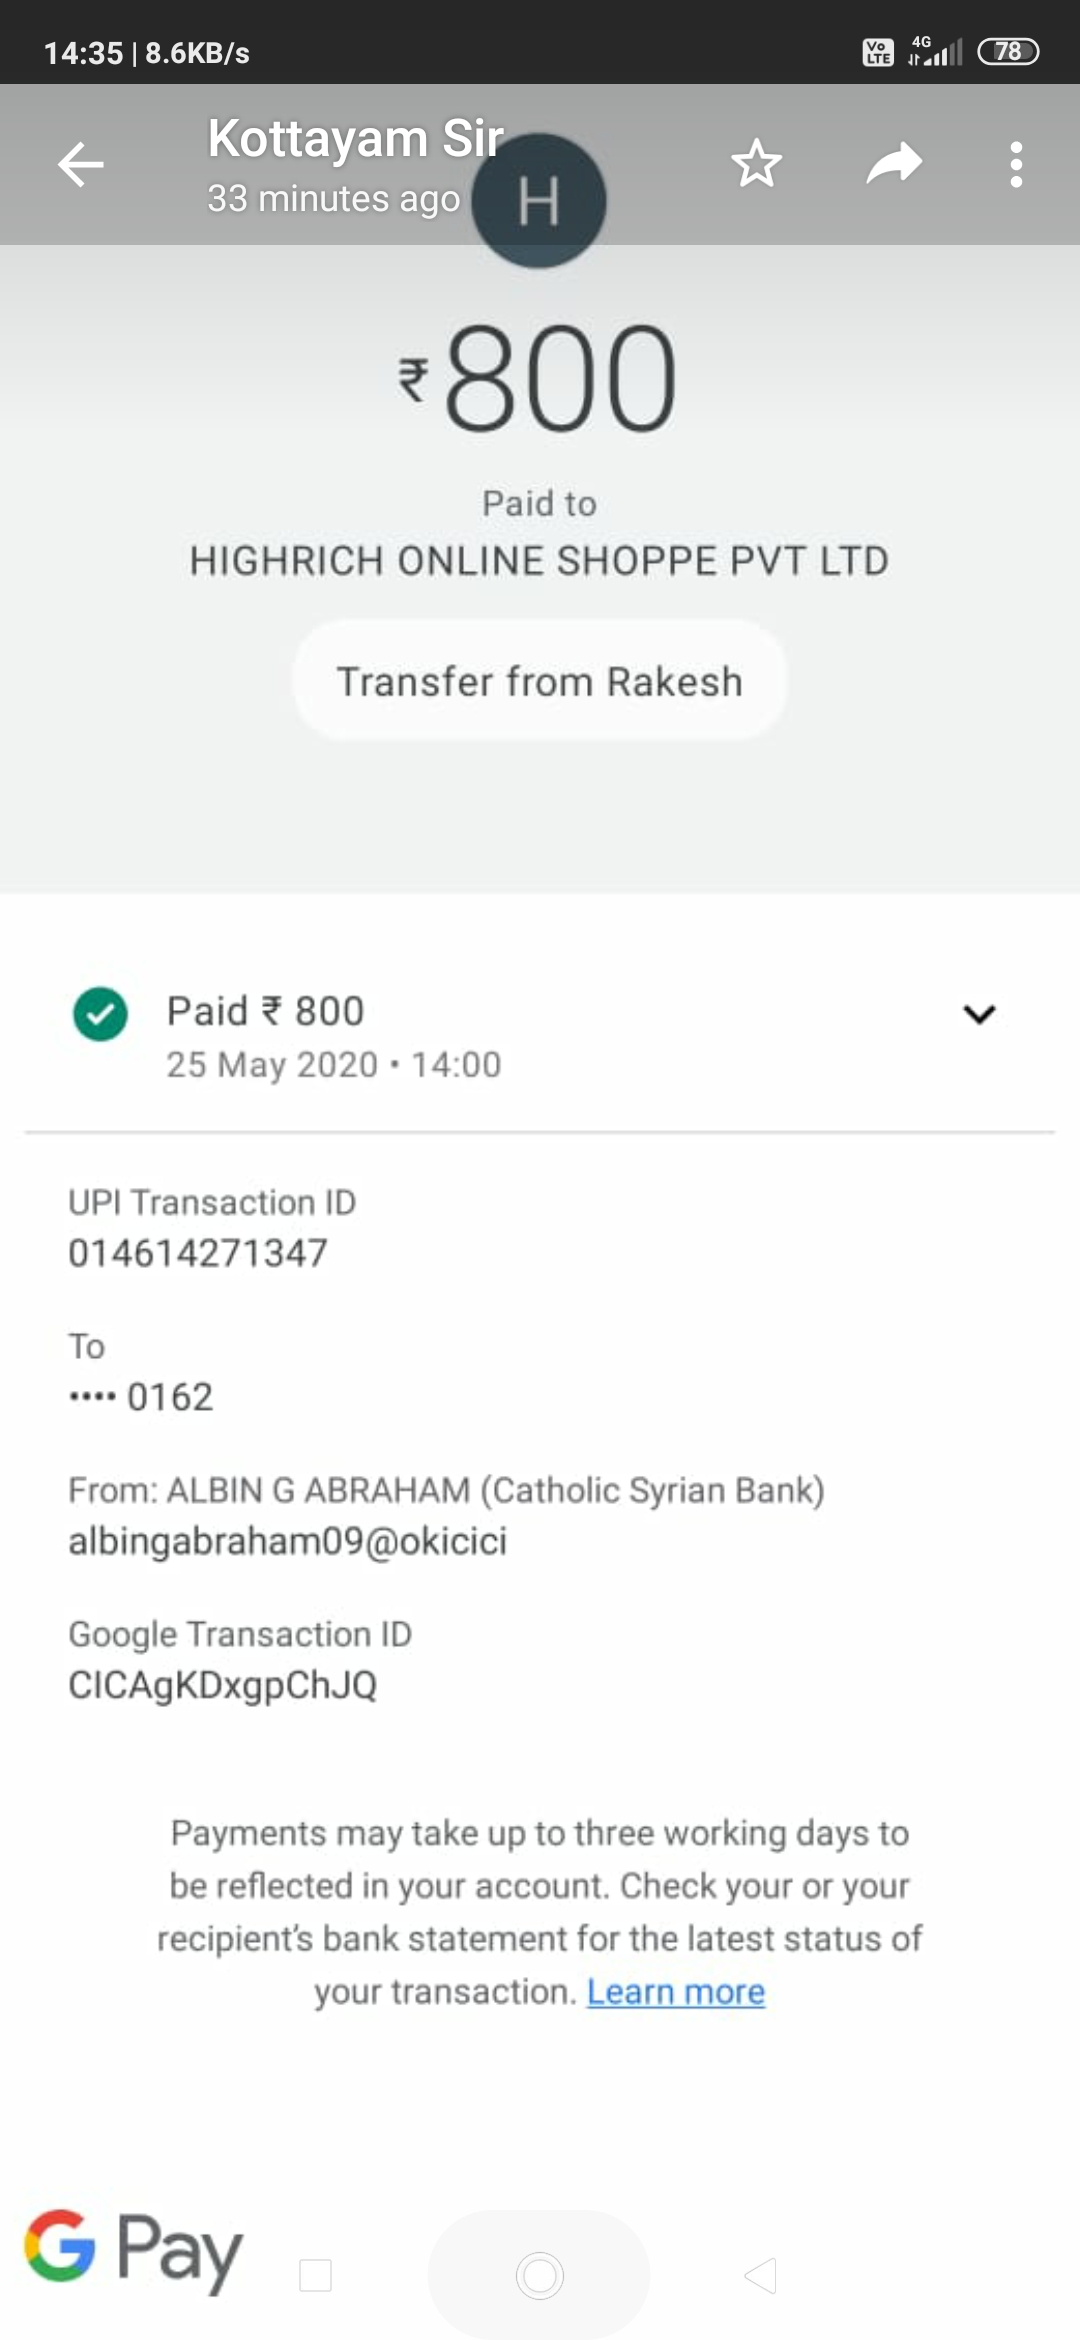 14:35 | 8.6KB/s
Vo LTE 4G 78
Kottayam Sir
33 minutes ago
H
₹800
Paid to
HIGHRICH ONLINE SHOPPE PVT LTD
Transfer from Rakesh
Paid ₹ 800
25 May 2020 • 14:00
UPI Transaction ID
014614271347
To
•••• 0162
From: ALBIN G ABRAHAM (Catholic Syrian Bank)
albingabraham09@okicici
Google Transaction ID
CICAgKDxgpChJQ
Payments may take up to three working days to
be reflected in your account. Check your or your
recipient's bank statement for the latest status of
your transaction. Learn more
G Pay